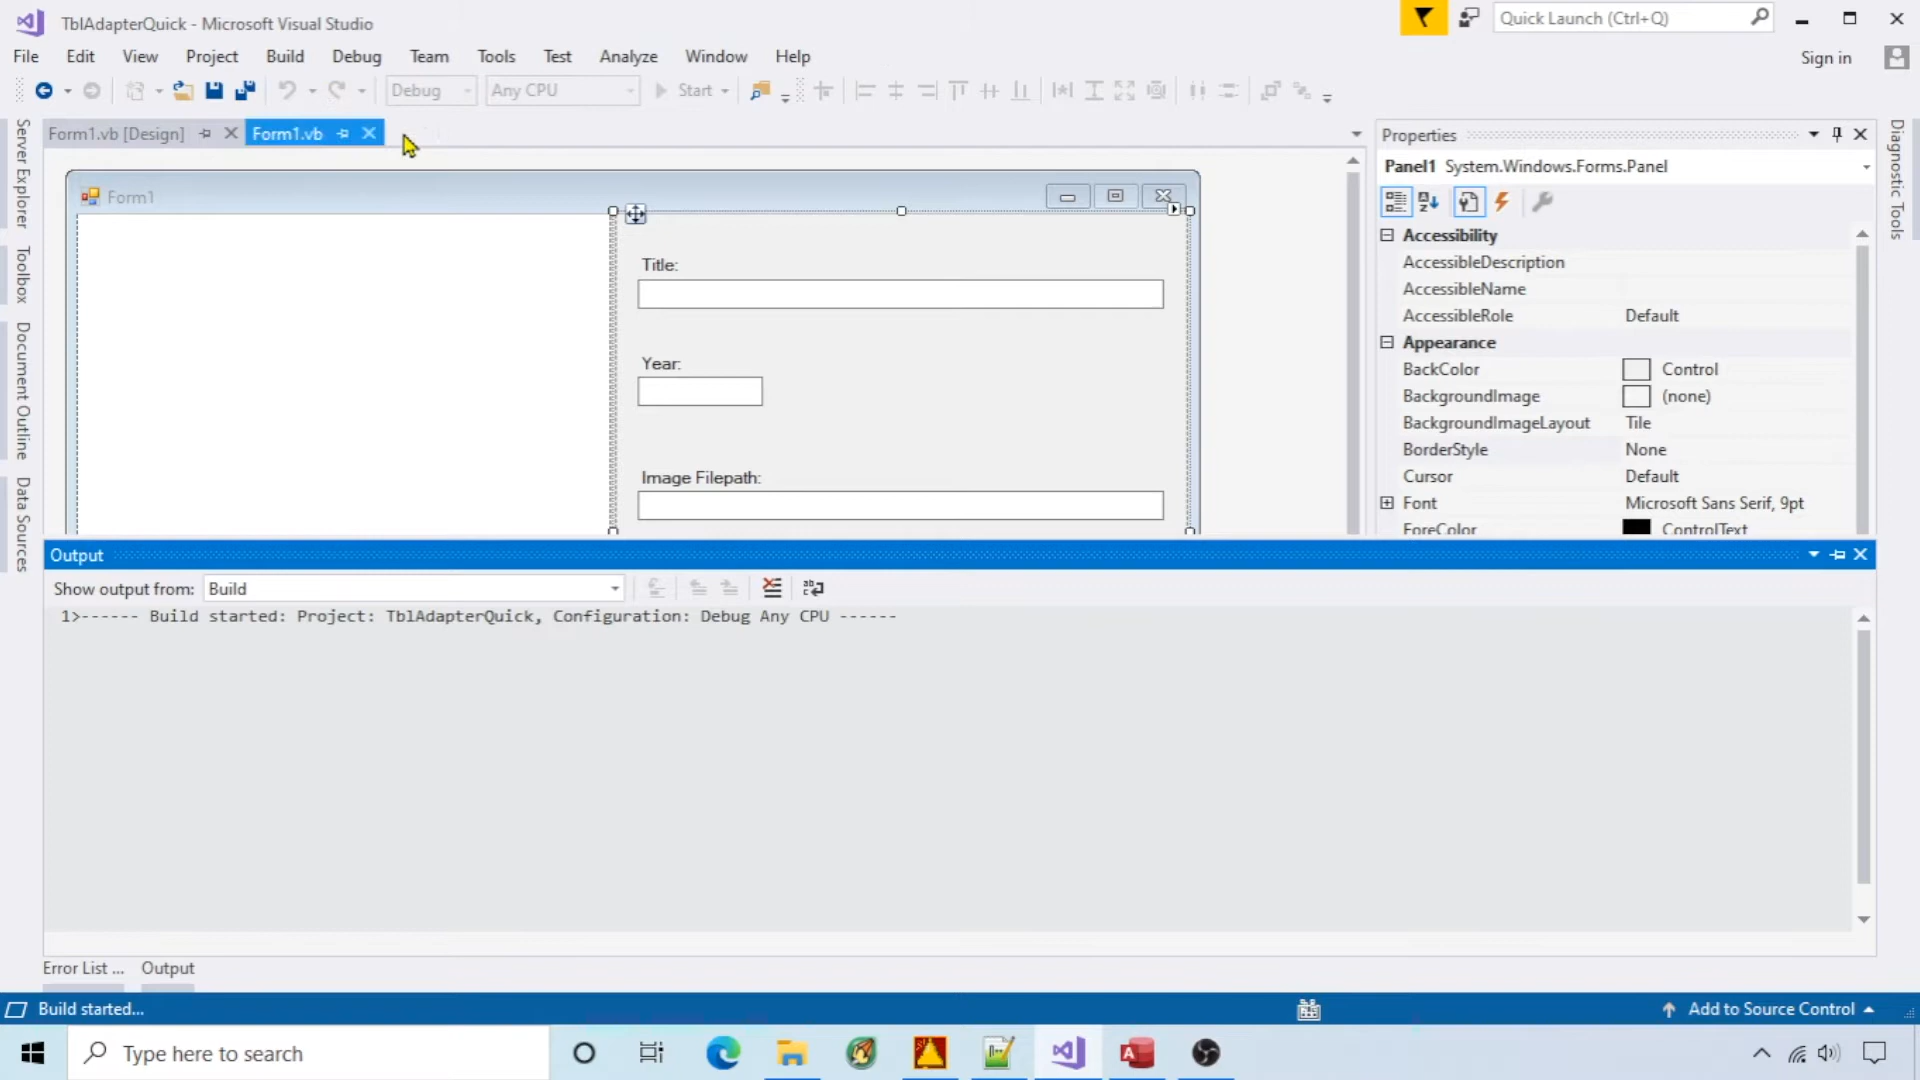 TblAdapterQuick - Microsoft Visual Studio
Quick Launch (Ctrl+Q)
File Edit View Project Build Debug Team Tools Test Analyze Window Help
Sign in
Debug Any CPU Start
Form1.vb [Design] Form1.vb
Server Explorer
Toolbox
Document Outline
Data Sources
Form1
Title:
Year:
Image Filepath:
Properties
Panel1 System.Windows.Forms.Panel
Accessibility
AccessibleDescription
AccessibleName
AccessibleRole Default
Appearance
BackColor Control
BackgroundImage (none)
BackgroundImageLayout Tile
BorderStyle None
Cursor Default
Font Microsoft Sans Serif, 9pt
ForeColor ControlText
Diagnostic Tools
Output
Show output from: Build
1>------ Build started: Project: TblAdapterQuick, Configuration: Debug Any CPU ------
Error List ... Output
Build started...
Add to Source Control
Type here to search